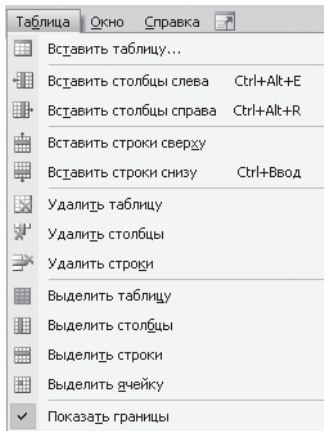 Таблица Окно Справка
Вставить таблицу...
Вставить столбцы слева Ctrl+Alt+E
Вставить столбцы справа Ctrl+Alt+R
Вставить строки сверху
Вставить строки снизу Ctrl+Ввод
Удалить таблицу
Удалить столбцы
Удалить строки
Выделить таблицу
Выделить столбцы
Выделить строки
Выделить ячейку
Показать границы